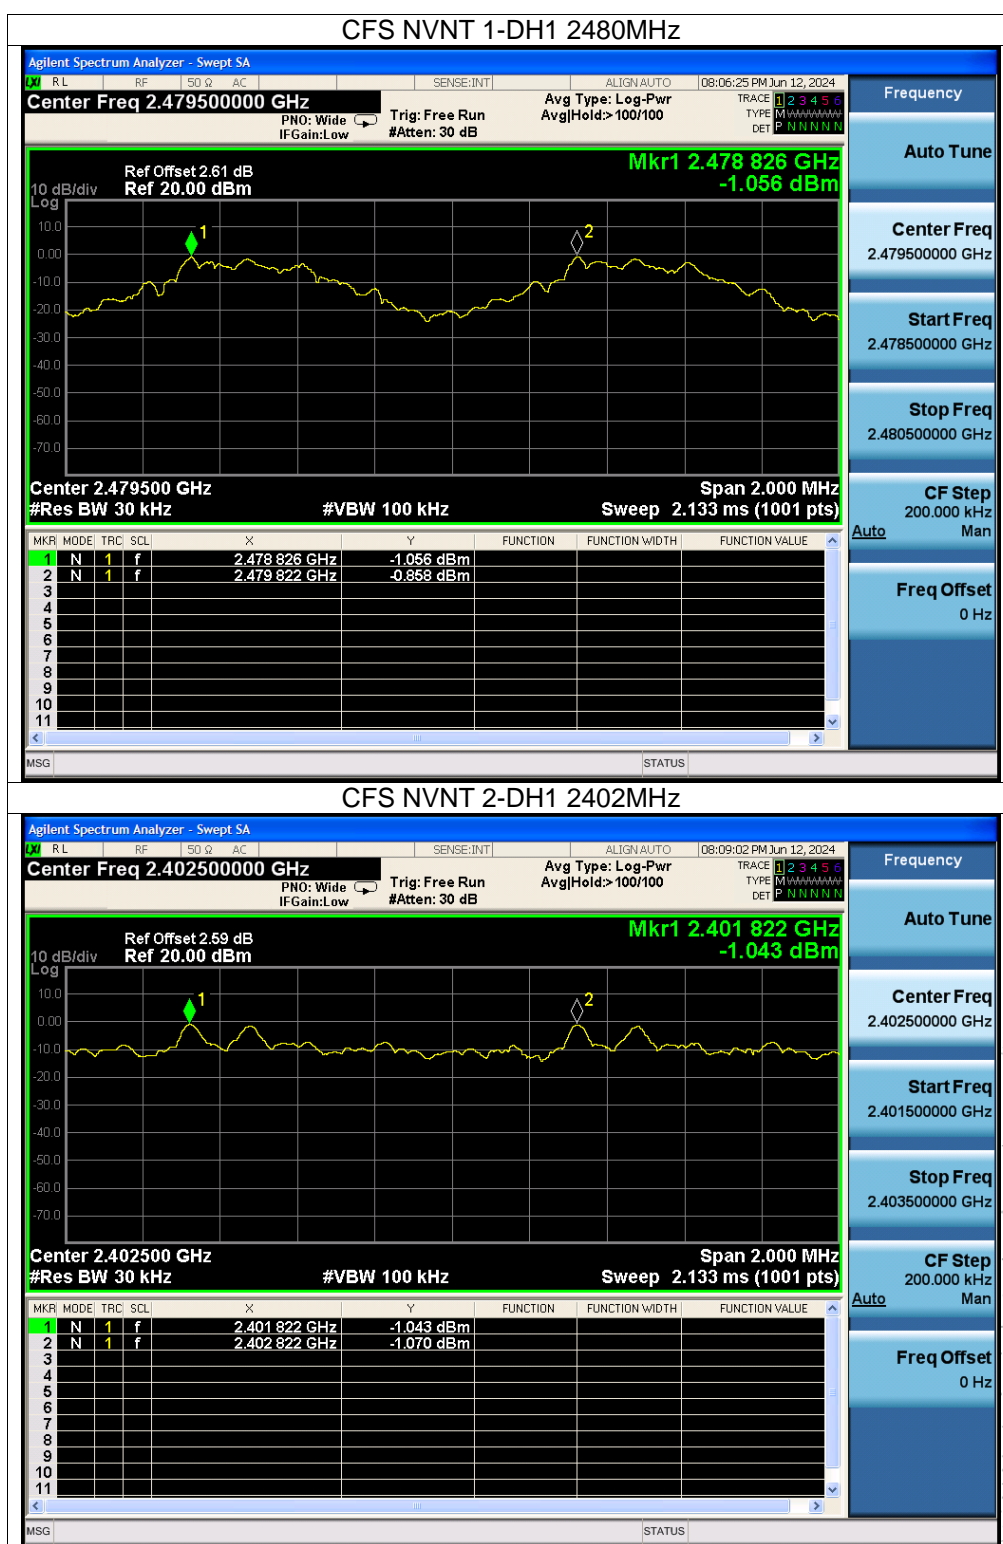 CFS NVNT 1-DH1 2480MHz
Agilent Spectrum Analyzer - Swept SA
LXI RL RF 50 Ω AC SENSE:INT ALIGN AUTO 08:06:25 PM Jun 12, 2024
Center Freq 2.479500000 GHz
PNO: Wide
IFGain:Low
Trig: Free Run
#Atten: 30 dB
Avg Type: Log-Pwr
Avg|Hold:> 100/100
TRACE 1 2 3 4 5 6
TYPE M
DET P N N N N N
Mkr1 2.478 826 GHz
-1.056 dBm
Ref Offset 2.61 dB
10 dB/div Ref 20.00 dBm
Log
10.0
0.00
-10.0
-20.0
-30.0
-40.0
-50.0
-60.0
-70.0
1
2
Center 2.479500 GHz Span 2.000 MHz
#Res BW 30 kHz #VBW 100 kHz Sweep 2.133 ms (1001 pts)
MKR MODE TRC SCL X Y FUNCTION FUNCTION WIDTH FUNCTION VALUE
1 N 1 f 2.478 826 GHz -1.056 dBm
2 N 1 f 2.479 822 GHz -0.858 dBm
3
4
5
6
7
8
9
10
11
MSG STATUS
Frequency
Auto Tune
Center Freq
2.479500000 GHz
Start Freq
2.478500000 GHz
Stop Freq
2.480500000 GHz
CF Step
200.000 kHz
Auto Man
Freq Offset
0 Hz
CFS NVNT 2-DH1 2402MHz
Agilent Spectrum Analyzer - Swept SA
LXI RL RF 50 Ω AC SENSE:INT ALIGN AUTO 08:09:02 PM Jun 12, 2024
Center Freq 2.402500000 GHz
PNO: Wide
IFGain:Low
Trig: Free Run
#Atten: 30 dB
Avg Type: Log-Pwr
Avg|Hold:> 100/100
TRACE 1 2 3 4 5 6
TYPE M
DET P N N N N N
Mkr1 2.401 822 GHz
-1.043 dBm
Ref Offset 2.59 dB
10 dB/div Ref 20.00 dBm
Log
10.0
0.00
-10.0
-20.0
-30.0
-40.0
-50.0
-60.0
-70.0
1
2
Center 2.402500 GHz Span 2.000 MHz
#Res BW 30 kHz #VBW 100 kHz Sweep 2.133 ms (1001 pts)
MKR MODE TRC SCL X Y FUNCTION FUNCTION WIDTH FUNCTION VALUE
1 N 1 f 2.401 822 GHz -1.043 dBm
2 N 1 f 2.402 822 GHz -1.070 dBm
3
4
5
6
7
8
9
10
11
MSG STATUS
Frequency
Auto Tune
Center Freq
2.402500000 GHz
Start Freq
2.401500000 GHz
Stop Freq
2.403500000 GHz
CF Step
200.000 kHz
Auto Man
Freq Offset
0 Hz